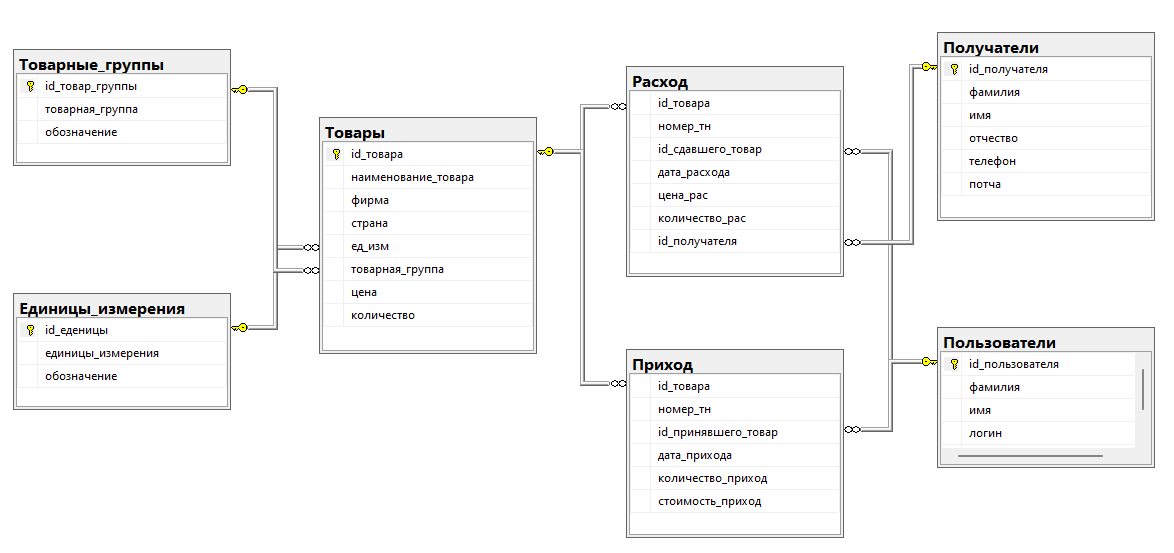 Товарные_группы
id_товар_группы
товарная_группа
обозначение
Единицы_измерения
id_еденицы
единицы_измерения
обозначение
Товары
id_товара
наименование_товара
фирма
страна
ед_изм
товарная_группа
цена
количество
Расход
id_товара
номер_тн
id_сдавшего_товар
дата_расхода
цена_рас
количество_рас
id_получателя
Приход
id_товара
номер_тн
id_принявшего_товар
дата_прихода
количество_приход
стоимость_приход
Получатели
id_получателя
фамилия
имя
отчество
телефон
потча
Пользователи
id_пользователя
фамилия
имя
логин